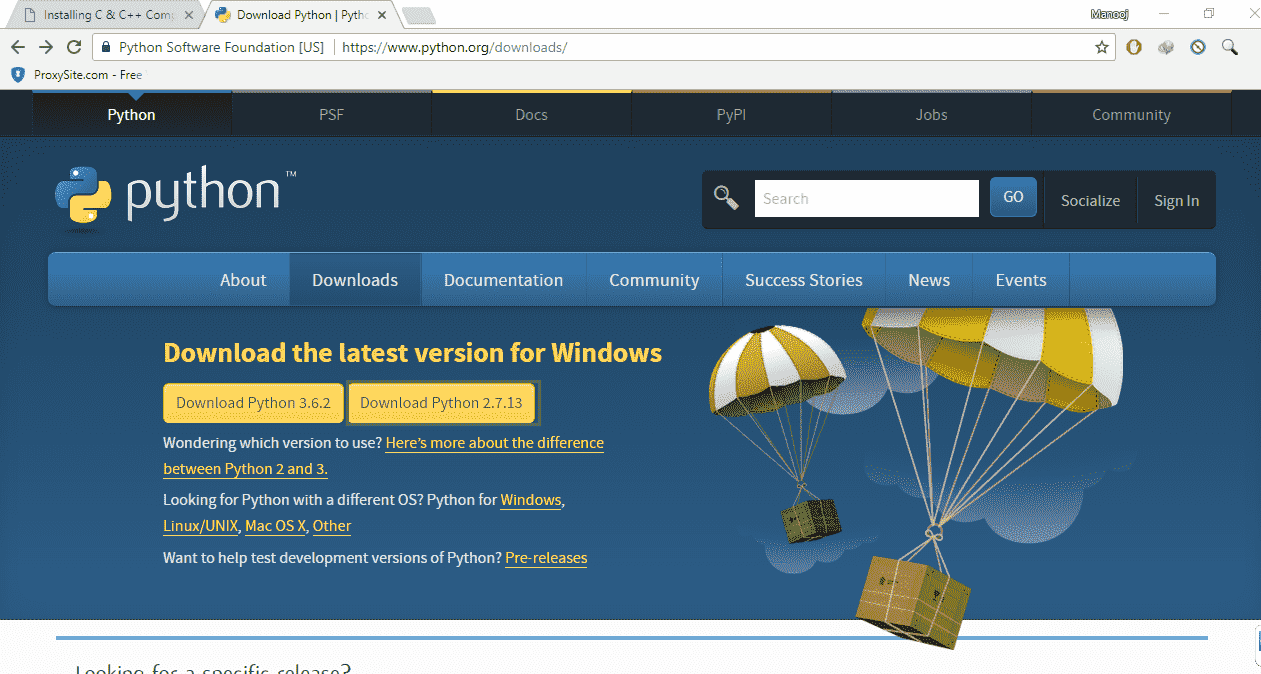 Installing C & C++ Com
Download Python | Pyth
Manooj
Python Software Foundation [US]
https://www.python.org/downloads/
ProxySite.com - Free
Python
PSF
Docs
PyPI
Jobs
Community
python™
Search
GO
Socialize
Sign In
About
Downloads
Documentation
Community
Success Stories
News
Events
Download the latest version for Windows
Download Python 3.6.2
Download Python 2.7.13
Wondering which version to use? Here's more about the difference
between Python 2 and 3.
Looking for Python with a different OS? Python for Windows,
Linux/UNIX, Mac OS X, Other
Want to help test development versions of Python? Pre-releases
Looking for a specific release?